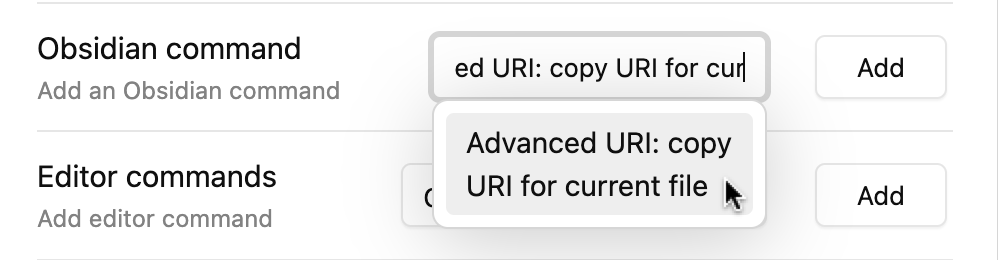 Obsidian command
ed URI: copy URI for cur
Add
Add an Obsidian command
Advanced URI: copy
URI for current file
Editor commands
Add
Add editor command